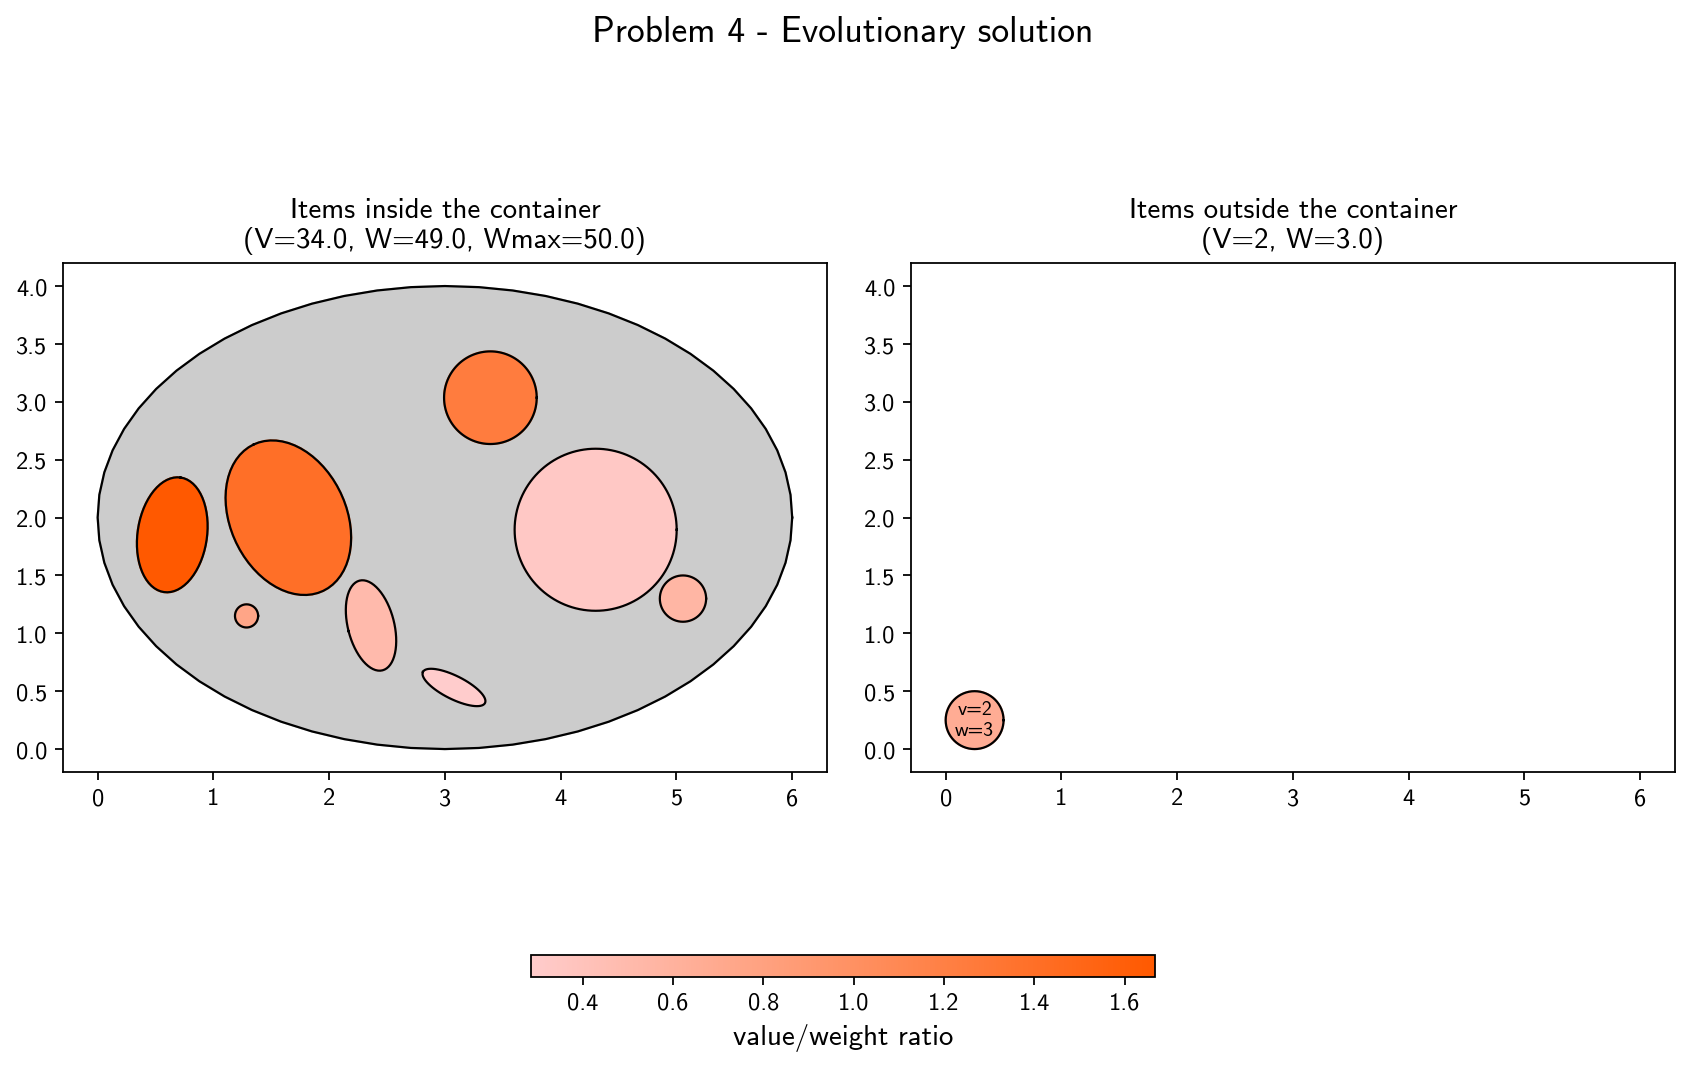 Problem 4 - Evolutionary solution
Items inside the container
(V=34.0, W=49.0, Wmax=50.0)
4.0
3.5
3.0
2.5
2.0
1.5
1.0
0.5
0.0
0 1 2 3 4 5 6
Items outside the container
(V=2, W=3.0)
4.0
3.5
3.0
2.5
2.0
1.5
1.0
0.5
0.0
v=2
w=3
0 1 2 3 4 5 6
0.4 0.6 0.8 1.0 1.2 1.4 1.6
value/weight ratio